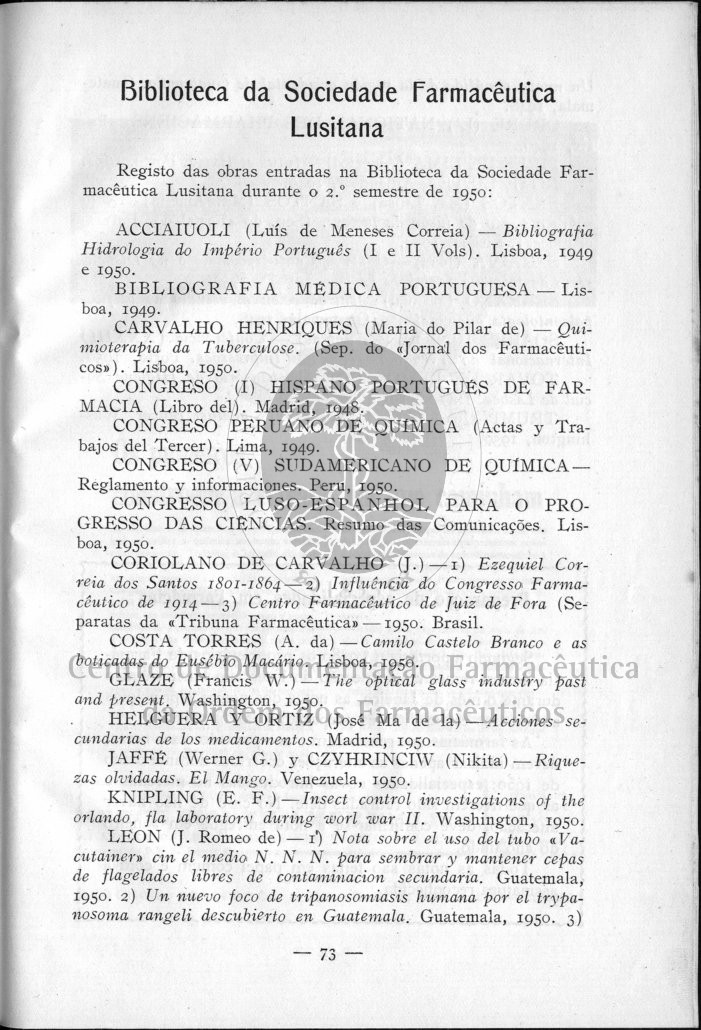 Biblioteca da Sociedade Farmacêutica
Lusitana
Registo das obras entradas na Biblioteca da Sociedade Far-
macêutica Lusitana durante o 2.º semestre de 1950:
ACCIAIUOLI (Luís de Meneses Correia) — Bibliografia
Hidrologia do Império Português (I e II Vols). Lisboa, 1949
e 1950.
BIBLIOGRAFIA MÉDICA PORTUGUESA — Lis-
boa, 1949.
CARVALHO HENRIQUES (Maria do Pilar de) — Qui-
mioterapia da Tuberculose. (Sep. do «Jornal dos Farmacêuti-
cos»). Lisboa, 1950.
CONGRESO (I) HISPANO PORTUGUÉS DE FAR-
MACIA (Libro del). Madrid, 1948.
CONGRESO PERUANO DE QUÍMICA (Actas y Tra-
bajos del Tercer). Lima, 1949.
CONGRESO (V) SUDAMERICANO DE QUÍMICA —
Reglamento y informaciones. Peru, 1950.
CONGRESSO LUSO-ESPANHOL PARA O PRO-
GRESSO DAS CIÊNCIAS. Resumo das Comunicações. Lis-
boa, 1950.
CORIOLANO DE CARVALHO (J.) — 1) Ezequiel Cor-
reia dos Santos 1801-1864 — 2) Influência do Congresso Farma-
cêutico de 1914 — 3) Centro Farmacêutico de Juiz de Fora (Se-
paratas da «Tribuna Farmacêutica» — 1950. Brasil.
COSTA TORRES (A. da) — Camilo Castelo Branco e as
boticadas do Eusébio Macário. Lisboa, 1950.
Centro de Documentação Farmacêutica
GLAZE (Francis W.) — The optical glass industry past
and present. Washington, 1950.
da Ordem dos Farmacêuticos
HELGUERA Y ORTIZ (José Ma de la) — Acciones se-
cundarias de los medicamentos. Madrid, 1950.
JAFFÉ (Werner G.) y CZYHRINCIW (Nikita) — Rique-
zas olvidadas. El Mango. Venezuela, 1950.
KNIPLING (E. F.) — Insect control investigations of the
orlando, fla laboratory during worl war II. Washington, 1950.
LEON (J. Romeo de) — 1) Nota sobre el uso del tubo «Va-
cutainer» cin el medio N. N. N. para sembrar y mantener cepas
de flagelados libres de contaminacion secundaria. Guatemala,
1950. 2) Un nuevo foco de tripanosomiasis humana por el trypa-
nosoma rangeli descubierto en Guatemala. Guatemala, 1950. 3)
— 73 —